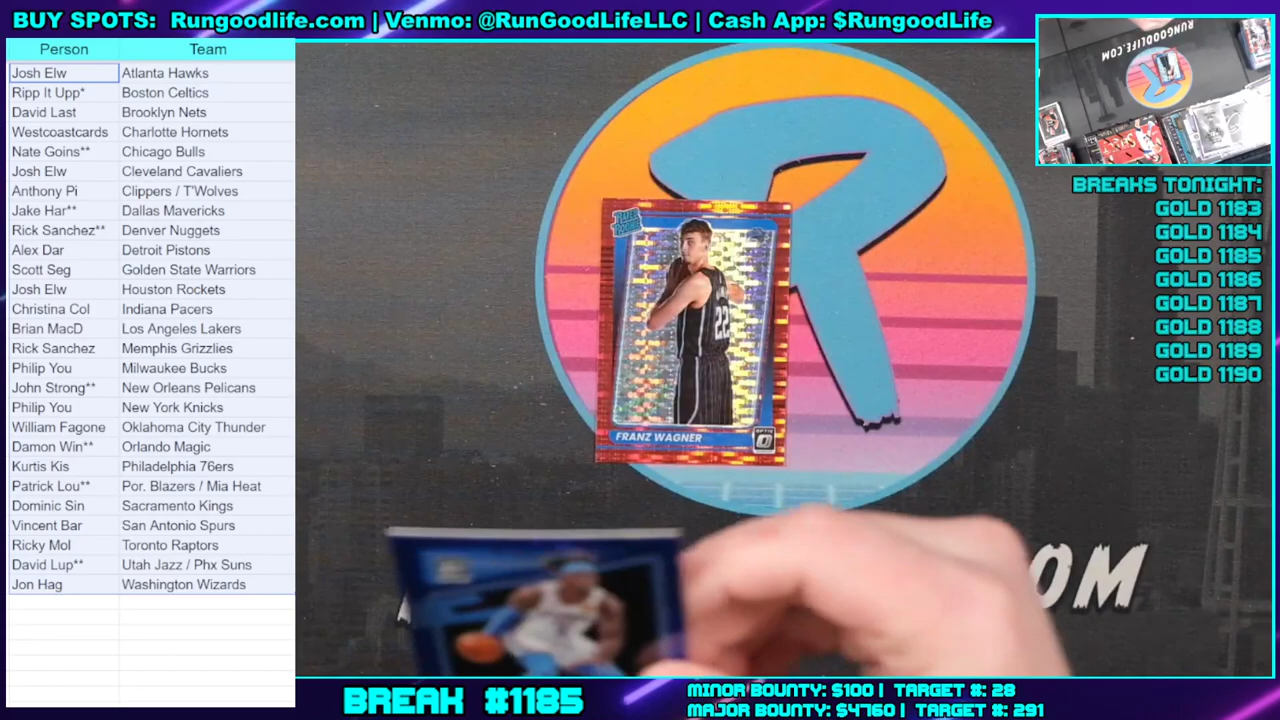 BUY SPOTS: Rungoodlife.com | Venmo: @RunGoodLifeLLC | Cash App: $RungoodLife
Person Team
Josh Elw Atlanta Hawks
Ripp It Upp* Boston Celtics
David Last Brooklyn Nets
Westcoastcards Charlotte Hornets
Nate Goins** Chicago Bulls
Josh Elw Cleveland Cavaliers
Anthony Pi Clippers / T'Wolves
Jake Har** Dallas Mavericks
Rick Sanchez** Denver Nuggets
Alex Dar Detroit Pistons
Scott Seg Golden State Warriors
Josh Elw Houston Rockets
Christina Col Indiana Pacers
Brian MacD Los Angeles Lakers
Rick Sanchez Memphis Grizzlies
Philip You Milwaukee Bucks
John Strong** New Orleans Pelicans
Philip You New York Knicks
William Fagone Oklahoma City Thunder
Damon Win** Orlando Magic
Kurtis Kis Philadelphia 76ers
Patrick Lou** Por. Blazers / Mia Heat
Dominic Sin Sacramento Kings
Vincent Bar San Antonio Spurs
Ricky Mol Toronto Raptors
David Lup** Utah Jazz / Phx Suns
Jon Hag Washington Wizards
RUNGOODLIFE.COM
BREAKS TONIGHT:
GOLD 1183
GOLD 1184
GOLD 1185
GOLD 1186
GOLD 1187
GOLD 1188
GOLD 1189
GOLD 1190
R
RATED ROOKIE
22
FRANZ WAGNER
OPTIC
OM
BREAK #1185
MINOR BOUNTY: $100 | TARGET #: 28
MAJOR BOUNTY: $4760 | TARGET #: 291